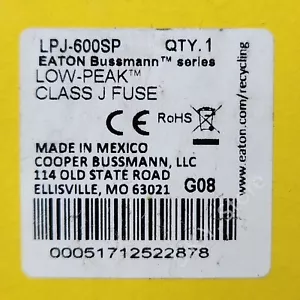 LPJ-600SP QTY.1
EATON Bussmann™ series
LOW-PEAK™
CLASS J FUSE
CE RoHS
MADE IN MEXICO
COOPER BUSSMANN, LLC
114 OLD STATE ROAD
ELLISVILLE, MO 63021 G08
00051712522878
www.eaton.com/recycling